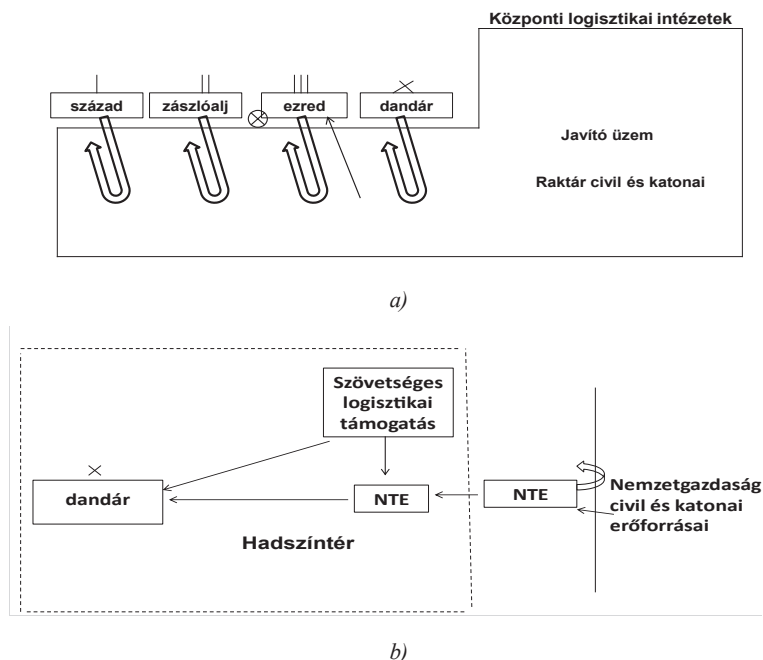 Központi logisztikai intézetek
század
zászlóalj
ezred
dandár
Javító üzem
Raktár civil és katonai
a)
Szövetséges
logisztikai
támogatás
dandár
NTE
NTE
Nemzetgazdaság
civil és katonai
erőforrásai
Hadszíntér
b)